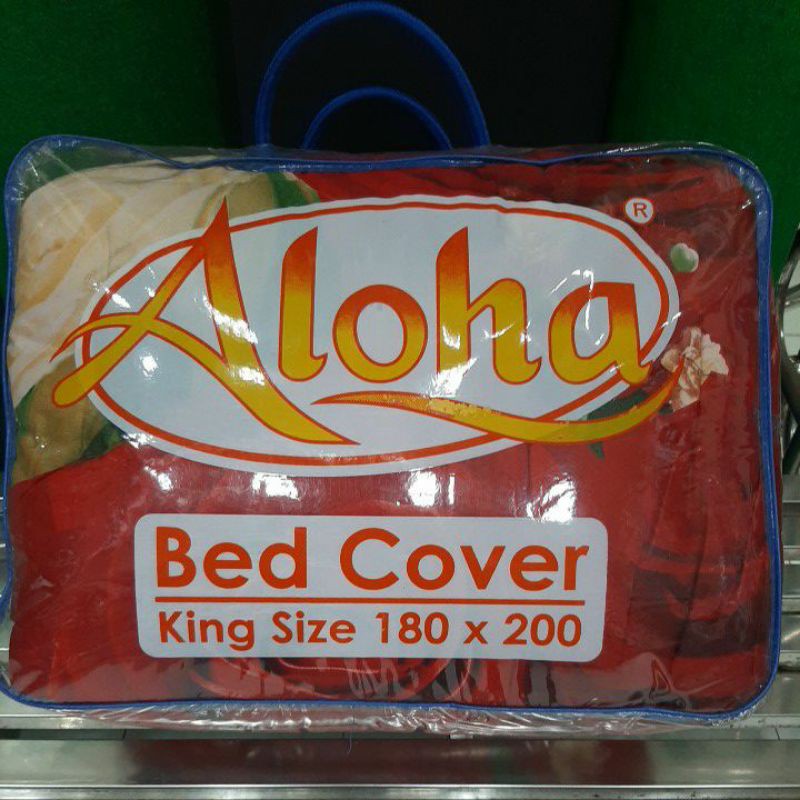 Aloha ®
Bed Cover
King Size 180 x 200